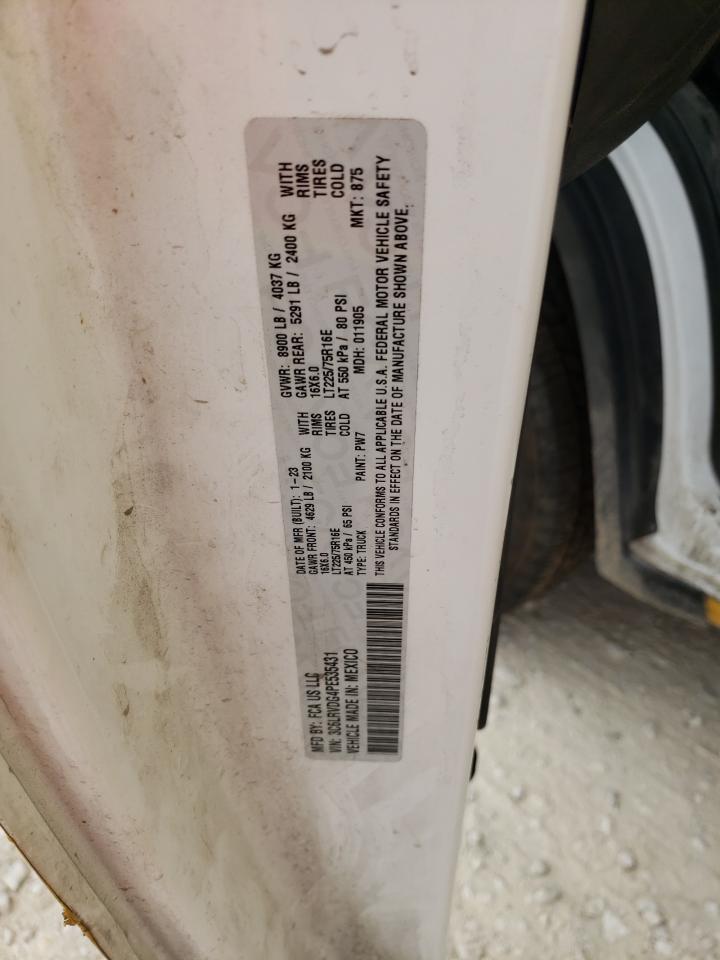 MFD BY: FCA US LLC
DATE OF MFR (BUILT): 1-23
GVWR: 8900 LB / 4037 KG
VIN: 3C6LRVDG4PE535431
GAWR FRONT: 4629 LB / 2100 KG WITH
GAWR REAR: 5291 LB / 2400 KG WITH
VEHICLE MADE IN: MEXICO
16X6.0 RIMS
16X6.0 RIMS
LT225/75R16E TIRES
LT225/75R16E TIRES
AT 450 kPa / 65 PSI COLD
AT 550 kPa / 80 PSI COLD
TYPE: TRUCK PAINT: PW7 MDH: 011905 MKT: 875
THIS VEHICLE CONFORMS TO ALL APPLICABLE U.S.A. FEDERAL MOTOR VEHICLE SAFETY
STANDARDS IN EFFECT ON THE DATE OF MANUFACTURE SHOWN ABOVE.